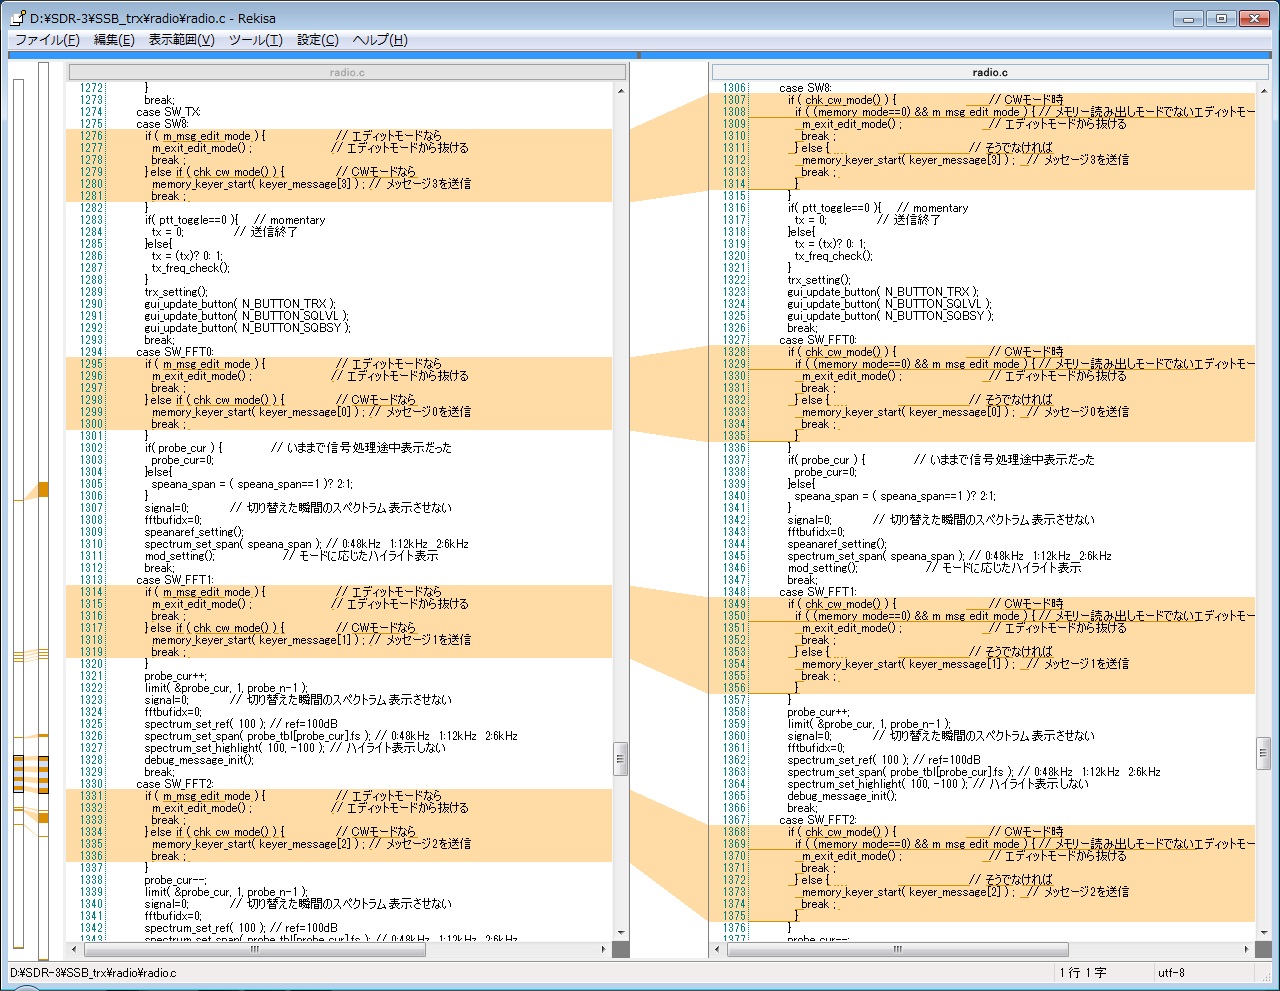 D:¥SDR-3¥SSB_trx¥radio¥radio.c - Rekisa
ファイル(F) 編集(E) 表示範囲(V) ツール(T) 設定(C) ヘルプ(H)
radio.c
1272 }
1273 break;
1274 case SW_TX:
1275 case SW8:
1276 if ( m_msg_edit_mode ) { // エディットモードなら
1277 m_exit_edit_mode() ; // エディットモードから抜ける
1278 break ;
1279 } else if ( chk_cw_mode() ) { // CWモードなら
1280 memory_keyer_start( keyer_message[3] ) ; // メッセージ3を送信
1281 break ;
1282 }
1283 if( ptt_toggle==0 ){ // momentary
1284 tx = 0; // 送信終了
1285 }else{
1286 tx = (tx)? 0: 1;
1287 tx_freq_check();
1288 }
1289 trx_setting();
1290 gui_update_button( N_BUTTON_TRX );
1291 gui_update_button( N_BUTTON_SQLVL );
1292 gui_update_button( N_BUTTON_SQBSY );
1293 break;
1294 case SW_FFT0:
1295 if ( m_msg_edit_mode ) { // エディットモードなら
1296 m_exit_edit_mode() ; // エディットモードから抜ける
1297 break ;
1298 } else if ( chk_cw_mode() ) { // CWモードなら
1299 memory_keyer_start( keyer_message[0] ) ; // メッセージ0を送信
1300 break ;
1301 }
1302 if( probe_cur ) { // いままで信号処理途中表示だった
1303 probe_cur=0;
1304 }else{
1305 speana_span = ( speana_span==1 )? 2:1;
1306 }
1307 signal=0; // 切り替えた瞬間のスペクトラム表示させない
1308 fftbufidx=0;
1309 speanaref_setting();
1310 spectrum_set_span( speana_span ); // 0:48kHz 1:12kHz 2:6kHz
1311 mod_setting(); // モードに応じたハイライト表示
1312 break;
1313 case SW_FFT1:
1314 if ( m_msg_edit_mode ) { // エディットモードなら
1315 m_exit_edit_mode() ; // エディットモードから抜ける
1316 break ;
1317 } else if ( chk_cw_mode() ) { // CWモードなら
1318 memory_keyer_start( keyer_message[1] ) ; // メッセージ1を送信
1319 break ;
1320 }
1321 probe_cur++;
1322 limit( &probe_cur, 1, probe_n-1 );
1323 signal=0; // 切り替えた瞬間のスペクトラム表示させない
1324 fftbufidx=0;
1325 spectrum_set_ref( 100 ); // ref=100dB
1326 spectrum_set_span( probe_tbl[probe_cur].fs ); // 0:48kHz 1:12kHz 2:6kHz
1327 spectrum_set_highlight( 100, -100 ); // ハイライト表示しない
1328 debug_message_init();
1329 break;
1330 case SW_FFT2:
1331 if ( m_msg_edit_mode ) { // エディットモードなら
1332 m_exit_edit_mode() ; // エディットモードから抜ける
1333 break ;
1334 } else if ( chk_cw_mode() ) { // CWモードなら
1335 memory_keyer_start( keyer_message[2] ) ; // メッセージ2を送信
1336 break ;
1337 }
1338 probe_cur--;
1339 limit( &probe_cur, 1, probe_n-1 );
1340 signal=0; // 切り替えた瞬間のスペクトラム表示させない
1341 fftbufidx=0;
1342 spectrum_set_ref( 100 ); // ref=100dB
1343 spectrum_set_span( probe_tbl[probe_cur].fs ); // 0:48kHz 1:12kHz 2:6kHz
radio.c
1306 case SW8:
1307 if ( chk_cw_mode() ) { // CWモード時
1308 if ( (memory_mode==0) && m_msg_edit_mode ) { // メモリー読み出しモードでないエディットモー
1309 m_exit_edit_mode() ; // エディットモードから抜ける
1310 break ;
1311 } else { // そうでなければ
1312 memory_keyer_start( keyer_message[3] ) ; // メッセージ3を送信
1313 break ;
1314 }
1315 }
1316 if( ptt_toggle==0 ){ // momentary
1317 tx = 0; // 送信終了
1318 }else{
1319 tx = (tx)? 0: 1;
1320 tx_freq_check();
1321 }
1322 trx_setting();
1323 gui_update_button( N_BUTTON_TRX );
1324 gui_update_button( N_BUTTON_SQLVL );
1325 gui_update_button( N_BUTTON_SQBSY );
1326 break;
1327 case SW_FFT0:
1328 if ( chk_cw_mode() ) { // CWモード時
1329 if ( (memory_mode==0) && m_msg_edit_mode ) { // メモリー読み出しモードでないエディットモー
1330 m_exit_edit_mode() ; // エディットモードから抜ける
1331 break ;
1332 } else { // そうでなければ
1333 memory_keyer_start( keyer_message[0] ) ; // メッセージ0を送信
1334 break ;
1335 }
1336 }
1337 if( probe_cur ) { // いままで信号処理途中表示だった
1338 probe_cur=0;
1339 }else{
1340 speana_span = ( speana_span==1 )? 2:1;
1341 }
1342 signal=0; // 切り替えた瞬間のスペクトラム表示させない
1343 fftbufidx=0;
1344 speanaref_setting();
1345 spectrum_set_span( speana_span ); // 0:48kHz 1:12kHz 2:6kHz
1346 mod_setting(); // モードに応じたハイライト表示
1347 break;
1348 case SW_FFT1:
1349 if ( chk_cw_mode() ) { // CWモード時
1350 if ( (memory_mode==0) && m_msg_edit_mode ) { // メモリー読み出しモードでないエディットモー
1351 m_exit_edit_mode() ; // エディットモードから抜ける
1352 break ;
1353 } else { // そうでなければ
1354 memory_keyer_start( keyer_message[1] ) ; // メッセージ1を送信
1355 break ;
1356 }
1357 }
1358 probe_cur++;
1359 limit( &probe_cur, 1, probe_n-1 );
1360 signal=0; // 切り替えた瞬間のスペクトラム表示させない
1361 fftbufidx=0;
1362 spectrum_set_ref( 100 ); // ref=100dB
1363 spectrum_set_span( probe_tbl[probe_cur].fs ); // 0:48kHz 1:12kHz 2:6kHz
1364 spectrum_set_highlight( 100, -100 ); // ハイライト表示しない
1365 debug_message_init();
1366 break;
1367 case SW_FFT2:
1368 if ( chk_cw_mode() ) { // CWモード時
1369 if ( (memory_mode==0) && m_msg_edit_mode ) { // メモリー読み出しモードでないエディットモー
1370 m_exit_edit_mode() ; // エディットモードから抜ける
1371 break ;
1372 } else { // そうでなければ
1373 memory_keyer_start( keyer_message[2] ) ; // メッセージ2を送信
1374 break ;
1375 }
1376 }
1377 probe_cur--;
D:¥SDR-3¥SSB_trx¥radio¥radio.c 1 行 1 字 utf-8